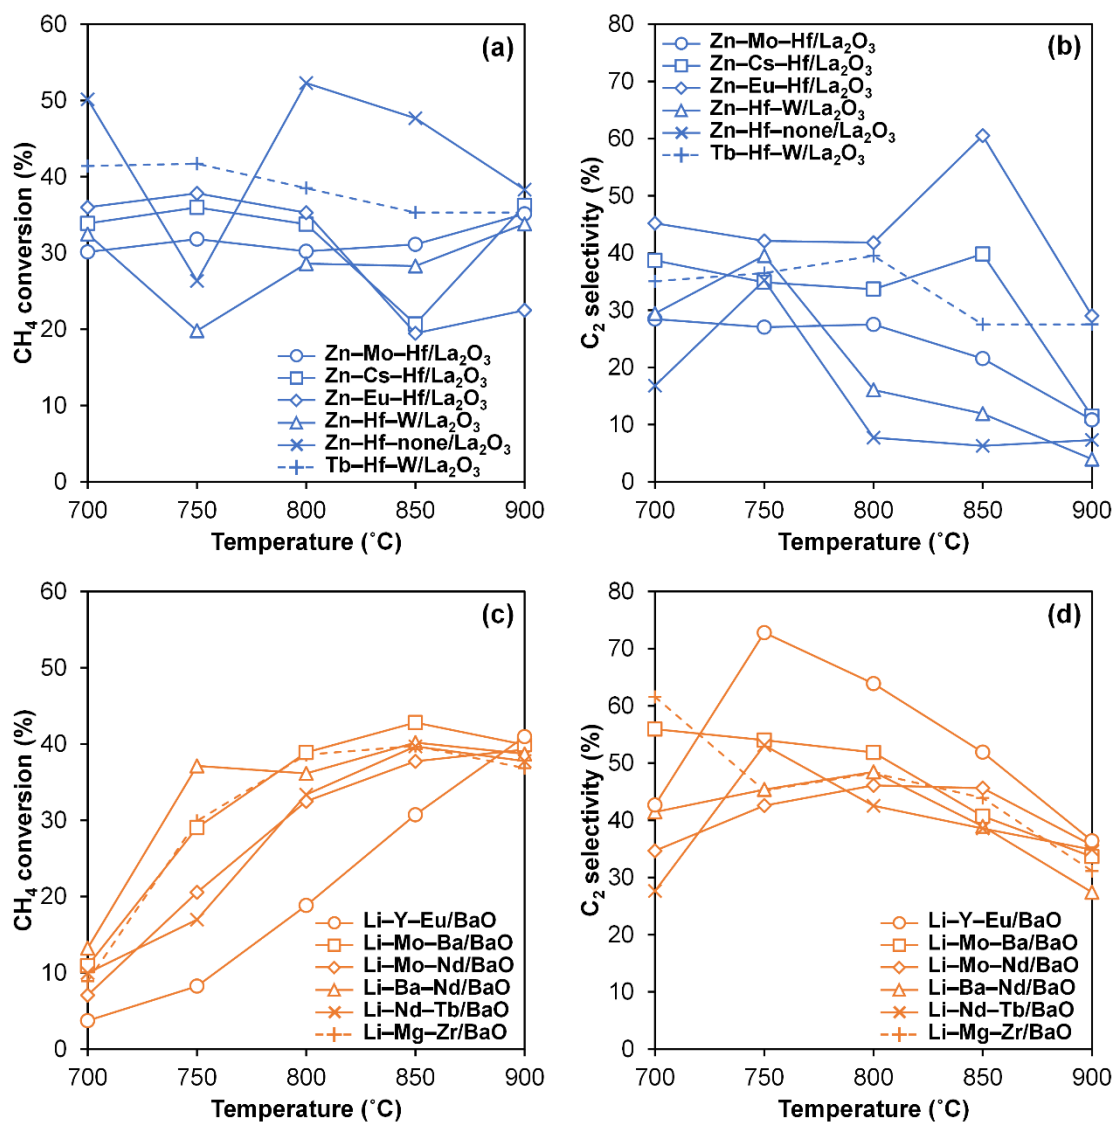 (a)
60
50
40
30
20
10
0
CH₄ conversion (%)
Zn–Mo–Hf/La₂O₃
Zn–Cs–Hf/La₂O₃
Zn–Eu–Hf/La₂O₃
Zn–Hf–W/La₂O₃
Zn–Hf–none/La₂O₃
Tb–Hf–W/La₂O₃
700 750 800 850 900
Temperature (˚C)
(b)
80
70
60
50
40
30
20
10
0
C₂ selectivity (%)
Zn–Mo–Hf/La₂O₃
Zn–Cs–Hf/La₂O₃
Zn–Eu–Hf/La₂O₃
Zn–Hf–W/La₂O₃
Zn–Hf–none/La₂O₃
Tb–Hf–W/La₂O₃
700 750 800 850 900
Temperature (˚C)
(c)
60
50
40
30
20
10
0
CH₄ conversion (%)
Li–Y–Eu/BaO
Li–Mo–Ba/BaO
Li–Mo–Nd/BaO
Li–Ba–Nd/BaO
Li–Nd–Tb/BaO
Li–Mg–Zr/BaO
700 750 800 850 900
Temperature (˚C)
(d)
80
70
60
50
40
30
20
10
0
C₂ selectivity (%)
Li–Y–Eu/BaO
Li–Mo–Ba/BaO
Li–Mo–Nd/BaO
Li–Ba–Nd/BaO
Li–Nd–Tb/BaO
Li–Mg–Zr/BaO
700 750 800 850 900
Temperature (˚C)